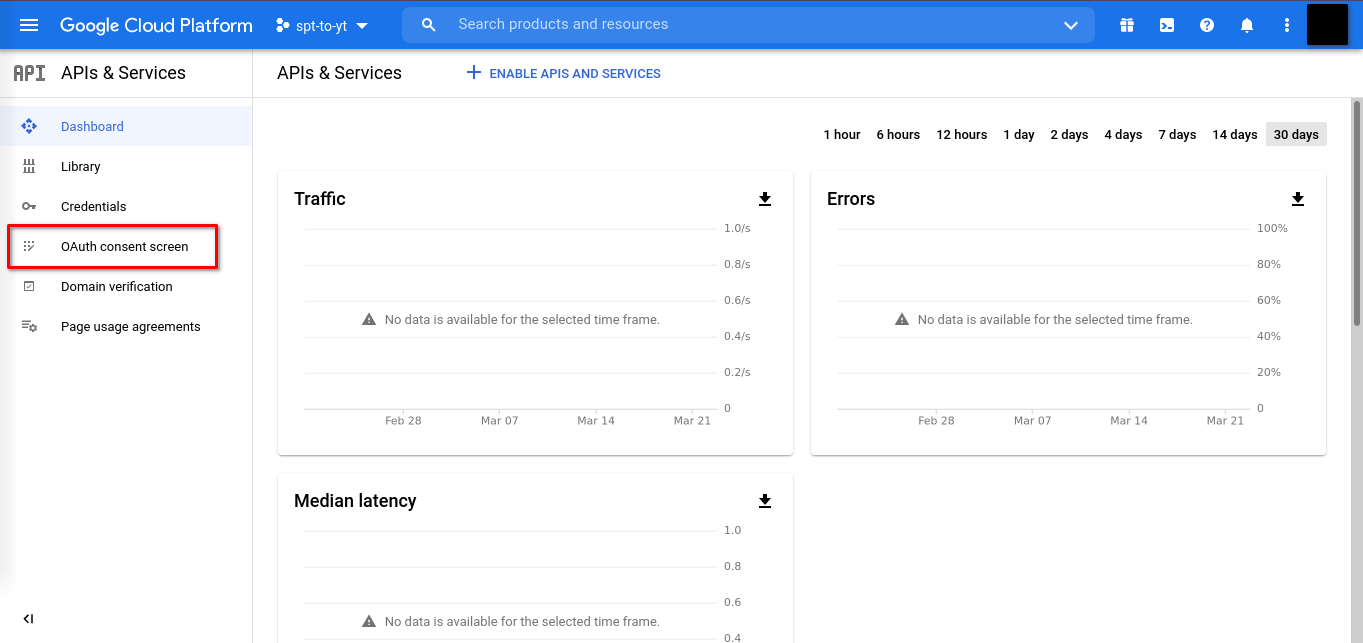 Google Cloud Platform
spt-to-yt
Search products and resources
API
APIs & Services
APIs & Services
ENABLE APIS AND SERVICES
Dashboard
Library
Credentials
OAuth consent screen
Domain verification
Page usage agreements
1 hour 6 hours 12 hours 1 day 2 days 4 days 7 days 14 days 30 days
Traffic
1.0/s
0.8/s
0.6/s
No data is available for the selected time frame.
0.4/s
0.2/s
0
Feb 28 Mar 07 Mar 14 Mar 21
Errors
100%
80%
60%
No data is available for the selected time frame.
40%
20%
0
Feb 28 Mar 07 Mar 14 Mar 21
Median latency
1.0
0.8
0.6
No data is available for the selected time frame.
0.4